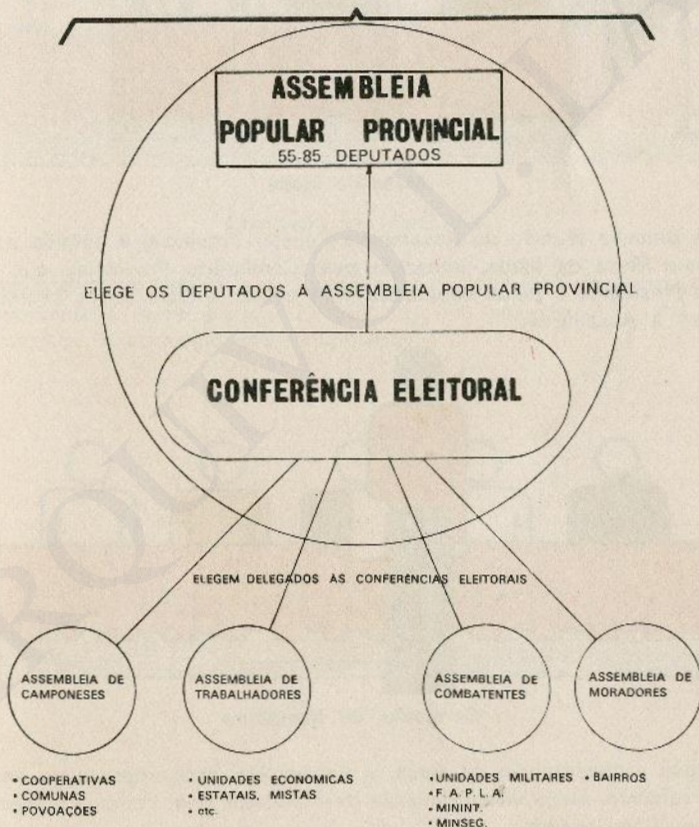 ASSEMBLEIA
POPULAR PROVINCIAL
55-85 DEPUTADOS
ELEGE OS DEPUTADOS À ASSEMBLEIA POPULAR PROVINCIAL
CONFERÊNCIA ELEITORAL
ELEGEM DELEGADOS ÀS CONFERÊNCIAS ELEITORAIS
ASSEMBLEIA DE
CAMPONESES
ASSEMBLEIA DE
TRABALHADORES
ASSEMBLEIA DE
COMBATENTES
ASSEMBLEIA DE
MORADORES
• COOPERATIVAS
• COMUNAS
• POVOAÇÕES
• UNIDADES ECONOMICAS
• ESTATAIS, MISTAS
• etc.
• UNIDADES MILITARES
• F. A. P. L. A.
• MININT.
• MINSEG.
• BAIRROS